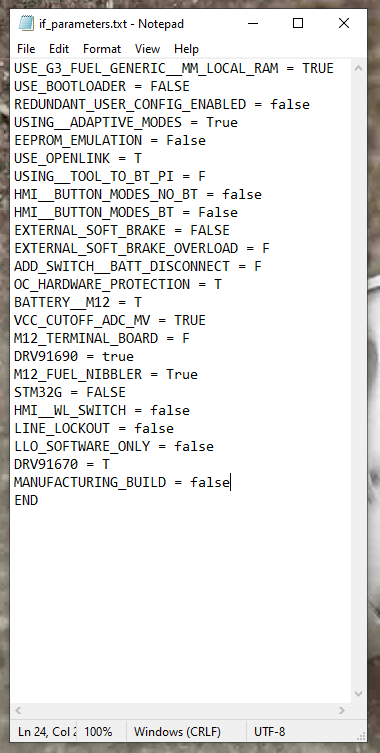 if_parameters.txt - Notepad
File Edit Format View Help
USE_G3_FUEL_GENERIC__MM_LOCAL_RAM = TRUE
USE_BOOTLOADER = FALSE
REDUNDANT_USER_CONFIG_ENABLED = false
USING__ADAPTIVE_MODES = True
EEPROM_EMULATION = False
USE_OPENLINK = T
USING__TOOL_TO_BT_PI = F
HMI__BUTTON_MODES_NO_BT = false
HMI__BUTTON_MODES_BT = False
EXTERNAL_SOFT_BRAKE = FALSE
EXTERNAL_SOFT_BRAKE_OVERLOAD = F
ADD_SWITCH__BATT_DISCONNECT = F
OC_HARDWARE_PROTECTION = T
BATTERY__M12 = T
VCC_CUTOFF_ADC_MV = TRUE
M12_TERMINAL_BOARD = F
DRV91690 = true
M12_FUEL_NIBBLER = True
STM32G = FALSE
HMI__WL_SWITCH = false
LINE_LOCKOUT = false
LLO_SOFTWARE_ONLY = false
DRV91670 = T
MANUFACTURING_BUILD = false
END
Ln 24, Col 2 100% Windows (CRLF) UTF-8